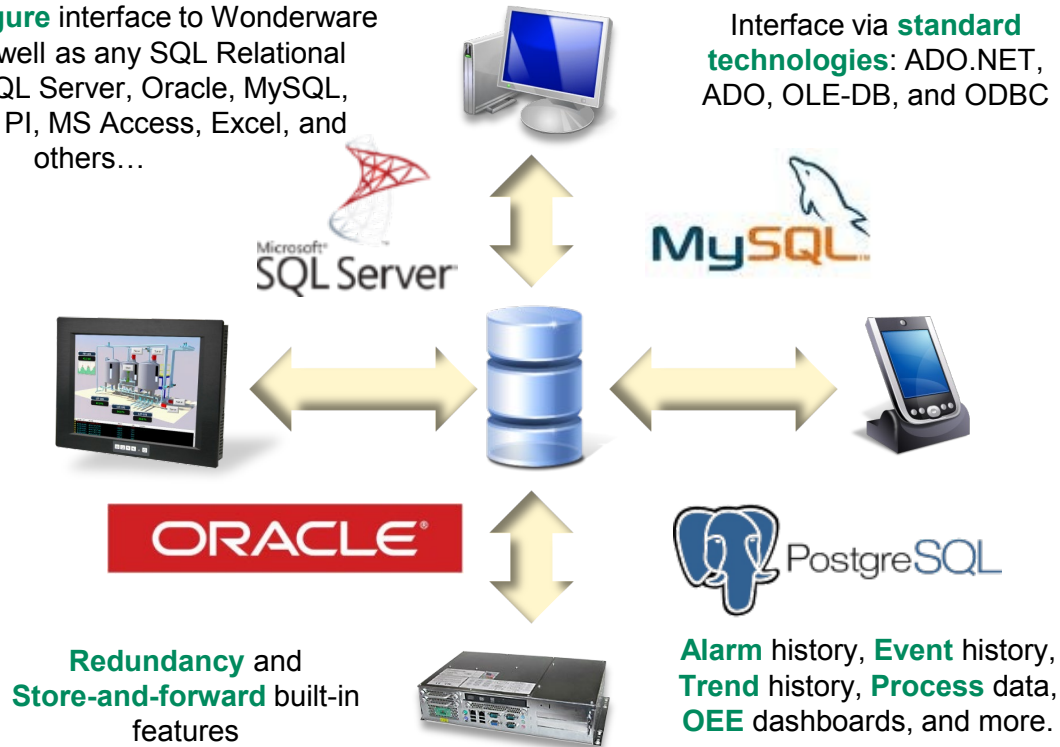 gure interface to Wonderware
well as any SQL Relational
QL Server, Oracle, MySQL,
PI, MS Access, Excel, and
others…
Interface via standard
technologies: ADO.NET,
ADO, OLE-DB, and ODBC
Microsoft®
SQL Server
MySQL™
ORACLE®
PostgreSQL
Redundancy and
Store-and-forward built-in
features
Alarm history, Event history,
Trend history, Process data,
OEE dashboards, and more.